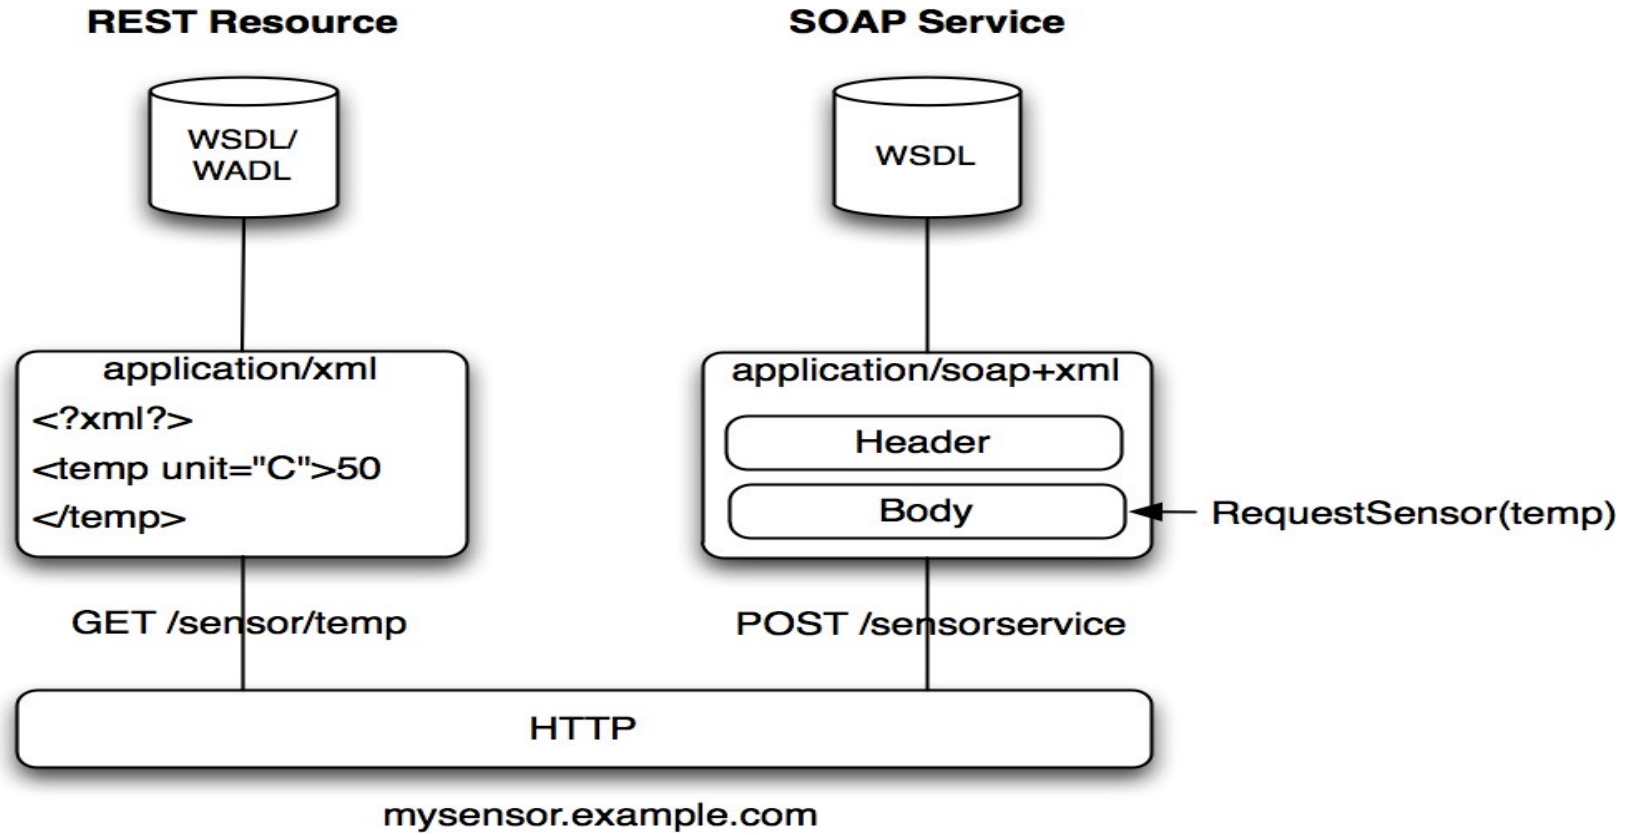 REST Resource
SOAP Service
WSDL/
WADL
WSDL
application/xml
<?xml?>
<temp unit="C">50
</temp>
application/soap+xml
Header
Body
RequestSensor(temp)
GET /sensor/temp
POST /sensorservice
HTTP
mysensor.example.com